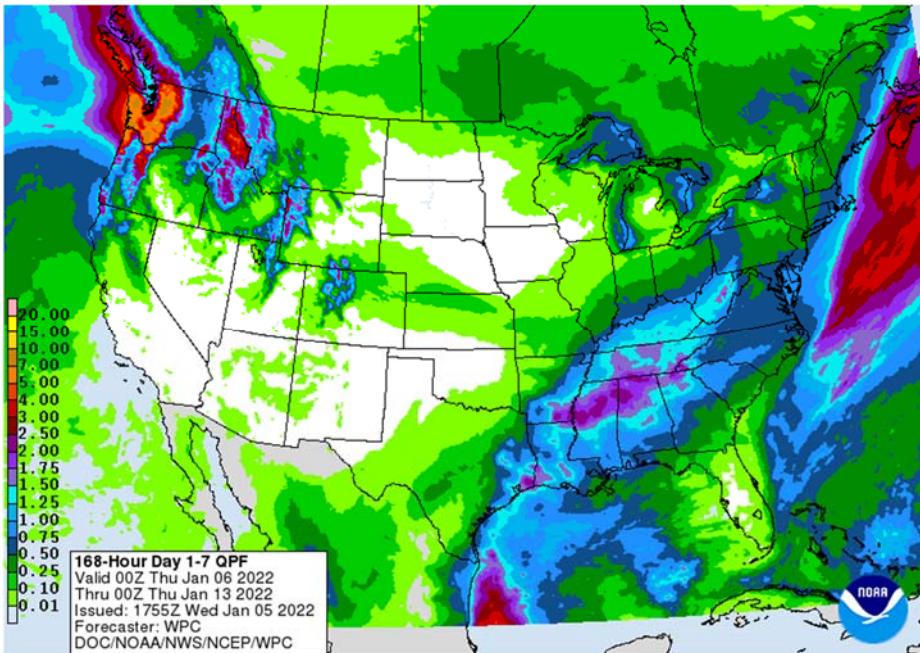 20.00
15.00
10.00
7.00
5.00
4.00
3.00
2.50
2.00
1.75
1.50
1.25
1.00
0.75
0.50
0.25
0.10
0.01
168-Hour Day 1-7 QPF
Valid 00Z Thu Jan 06 2022
Thru 00Z Thu Jan 13 2022
Issued: 1755Z Wed Jan 05 2022
Forecaster: WPC
DOC/NOAA/NWS/NCEP/WPC
NOAA